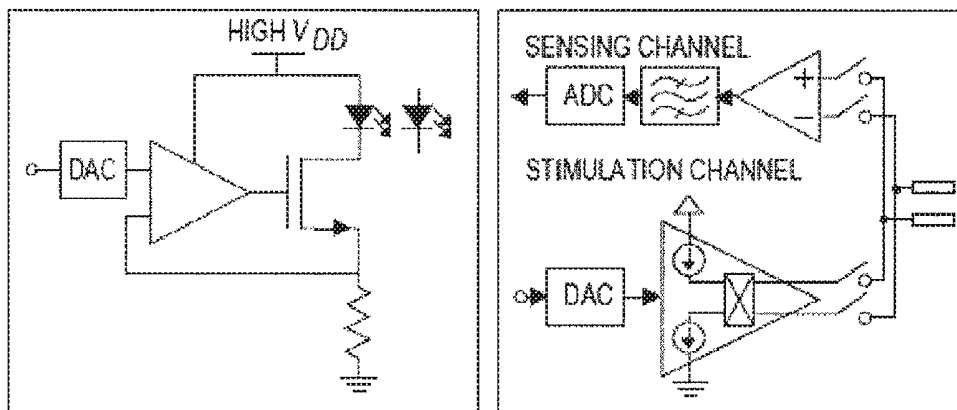 HIGH VDD
DAC
SENSING CHANNEL
ADC
+
−
STIMULATION CHANNEL
DAC